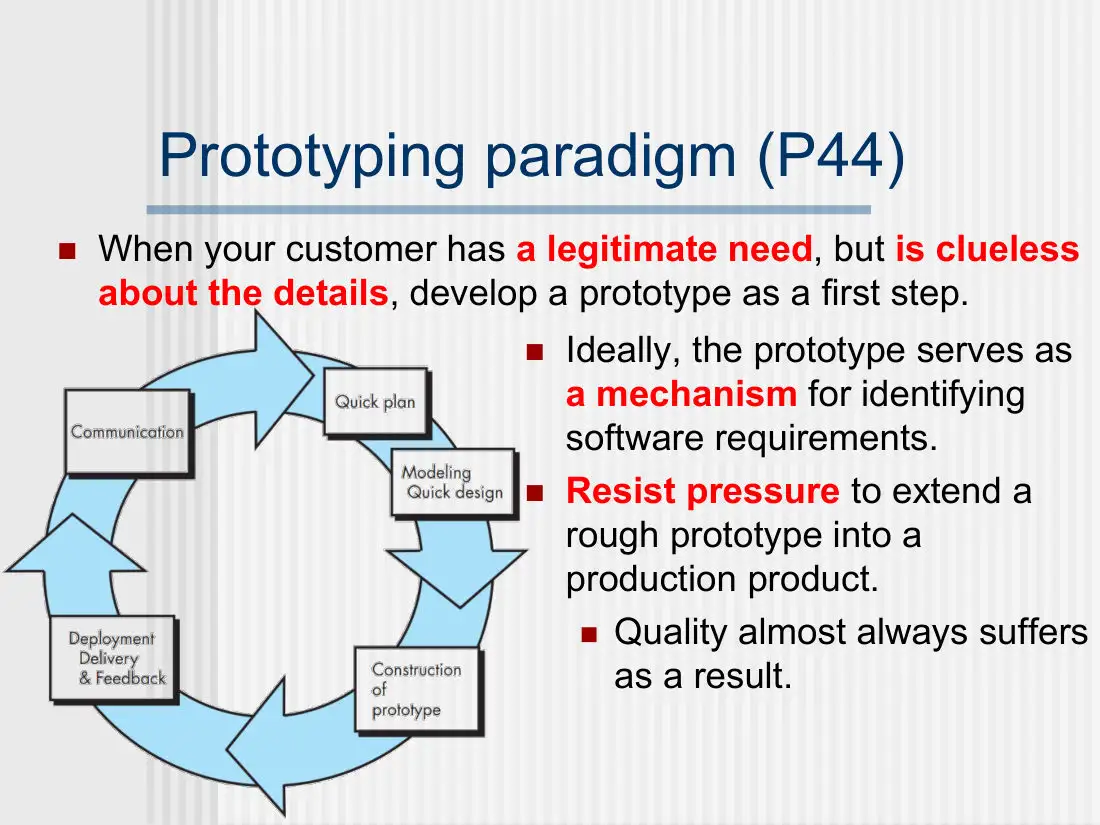 Prototyping paradigm (P44)
■ When your customer has a legitimate need, but is clueless
about the details, develop a prototype as a first step.
Communication
Quick plan
Modeling
Quick design
Construction
of
prototype
Deployment
Delivery
& Feedback
■ Ideally, the prototype serves as
a mechanism for identifying
software requirements.
■ Resist pressure to extend a
rough prototype into a
production product.
■ Quality almost always suffers
as a result.